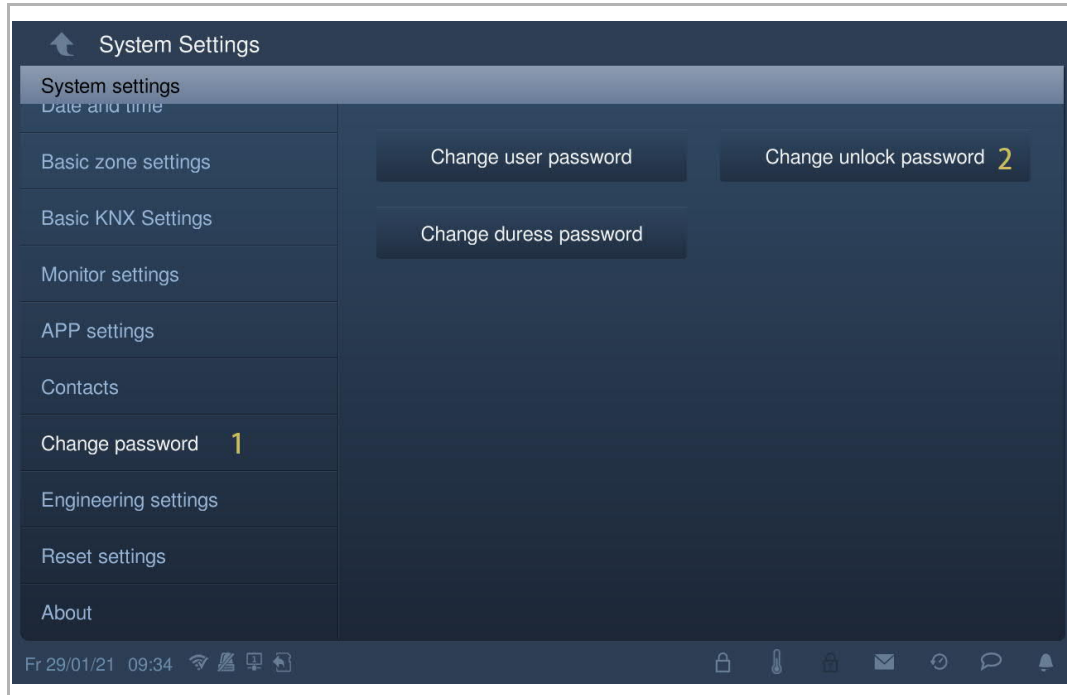 System Settings
System settings
Date and time
Basic zone settings
Basic KNX Settings
Monitor settings
APP settings
Contacts
Change password 1
Engineering settings
Reset settings
About
Change user password
Change unlock password 2
Change duress password
Fr 29/01/21 09:34